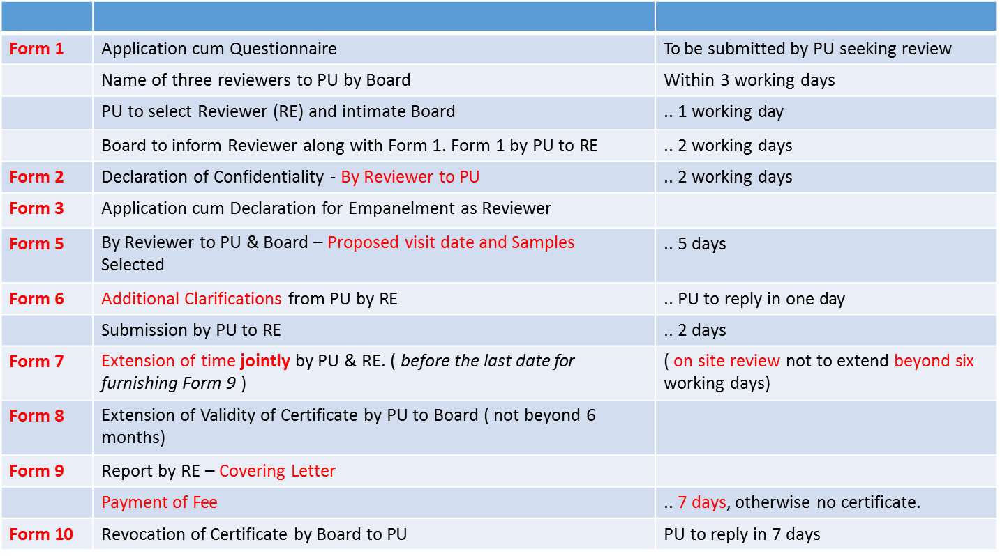 Form 1 Application cum Questionnaire To be submitted by PU seeking review
Name of three reviewers to PU by Board Within 3 working days
PU to select Reviewer (RE) and intimate Board .. 1 working day
Board to inform Reviewer along with Form 1. Form 1 by PU to RE .. 2 working days
Form 2 Declaration of Confidentiality - By Reviewer to PU .. 2 working days
Form 3 Application cum Declaration for Empanelment as Reviewer
Form 5 By Reviewer to PU & Board – Proposed visit date and Samples .. 5 days
Selected
Form 6 Additional Clarifications from PU by RE .. PU to reply in one day
Submission by PU to RE .. 2 days
Form 7 Extension of time jointly by PU & RE. ( before the last date for ( on site review not to extend beyond six
furnishing Form 9 ) working days)
Form 8 Extension of Validity of Certificate by PU to Board ( not beyond 6
months)
Form 9 Report by RE – Covering Letter
Payment of Fee .. 7 days, otherwise no certificate.
Form 10 Revocation of Certificate by Board to PU PU to reply in 7 days